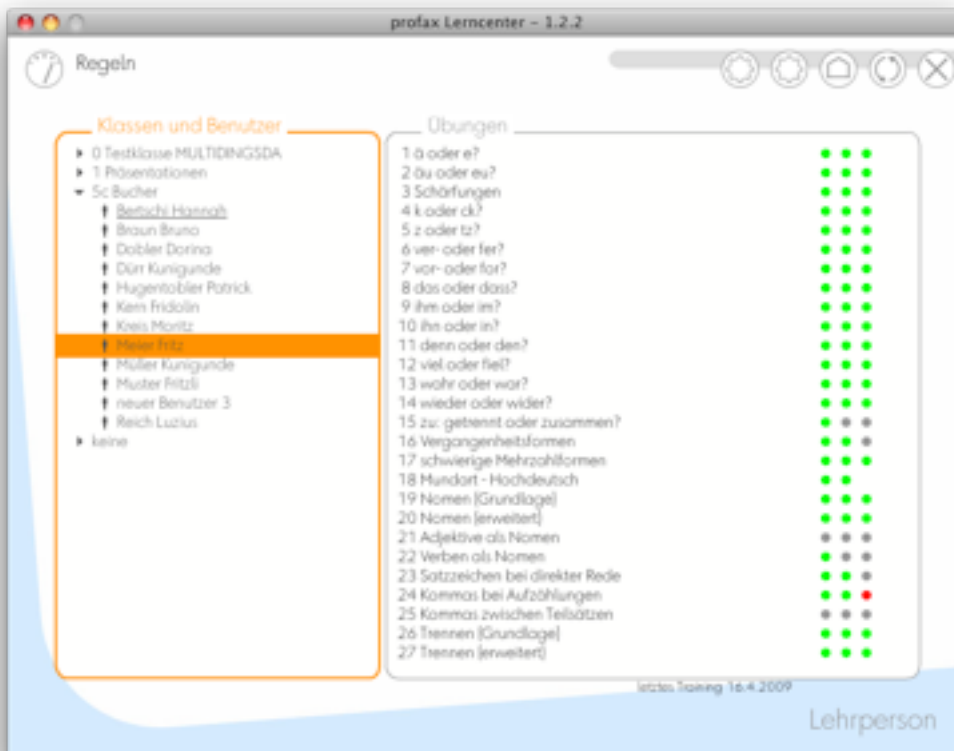 profax Lerncenter – 1.2.2
Regeln
Klassen und Benutzer
0 Testklasse MULTIDINGSDA
1 Präsentationen
5c Bucher
Bertschi Hannah
Braun Bruno
Dobler Dorina
Dürr Kunigunde
Hugentobler Patrick
Kern Fridolin
Kreis Moritz
Meier Fritz
Müller Kunigunde
Muster Fritzli
neuer Benutzer 3
Reich Luzius
keine
Übungen
1 ä oder e?
2 äu oder eu?
3 Schärfungen
4 k oder ck?
5 z oder tz?
6 ver- oder fer?
7 vor- oder for?
8 das oder dass?
9 ihm oder im?
10 ihn oder in?
11 denn oder den?
12 viel oder fiel?
13 wahr oder war?
14 wieder oder wider?
15 zu: getrennt oder zusammen?
16 Vergangenheitsformen
17 schwierige Mehrzahlformen
18 Mundart - Hochdeutsch
19 Nomen (Grundlage)
20 Nomen (erweitert)
21 Adjektive als Nomen
22 Verben als Nomen
23 Satzzeichen bei direkter Rede
24 Kommas bei Aufzählungen
25 Kommas zwischen Teilsätzen
26 Trennen (Grundlage)
27 Trennen (erweitert)
letztes Training: 16.4.2009
Lehrperson